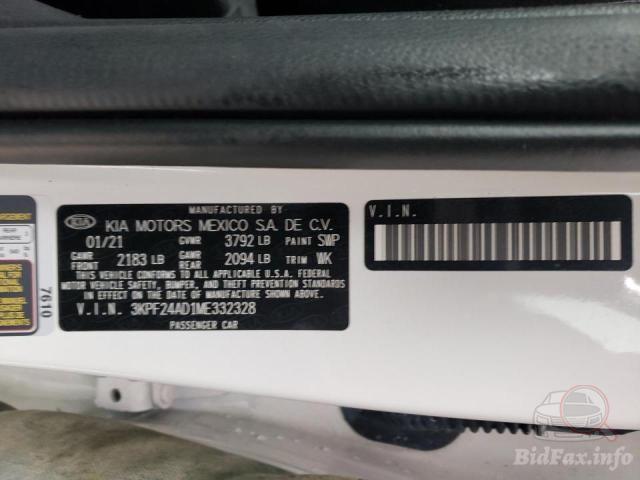 MANUFACTURED BY
KIA KIA MOTORS MEXICO S.A. DE C.V.
01/21 GVWR 3792 LB PAINT SWP
GAWR FRONT 2183 LB GAWR REAR 2094 LB TRIM WK
THIS VEHICLE CONFORMS TO ALL APPLICABLE U.S.A. FEDERAL
MOTOR VEHICLE SAFETY, BUMPER, AND THEFT PREVENTION STANDARDS
IN EFFECT ON THE DATE OF MANUFACTURE SHOWN ABOVE.
V.I.N. 3KPF24AD1ME332328
PASSENGER CAR
V.I.N.
7610
REAR
BidFax.info